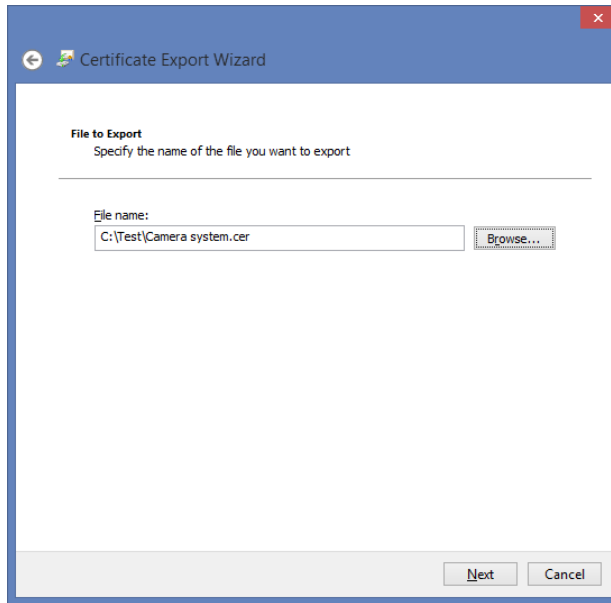 Certificate Export Wizard
File to Export
Specify the name of the file you want to export
File name:
C:\Test\Camera system.cer
Browse...
Next
Cancel